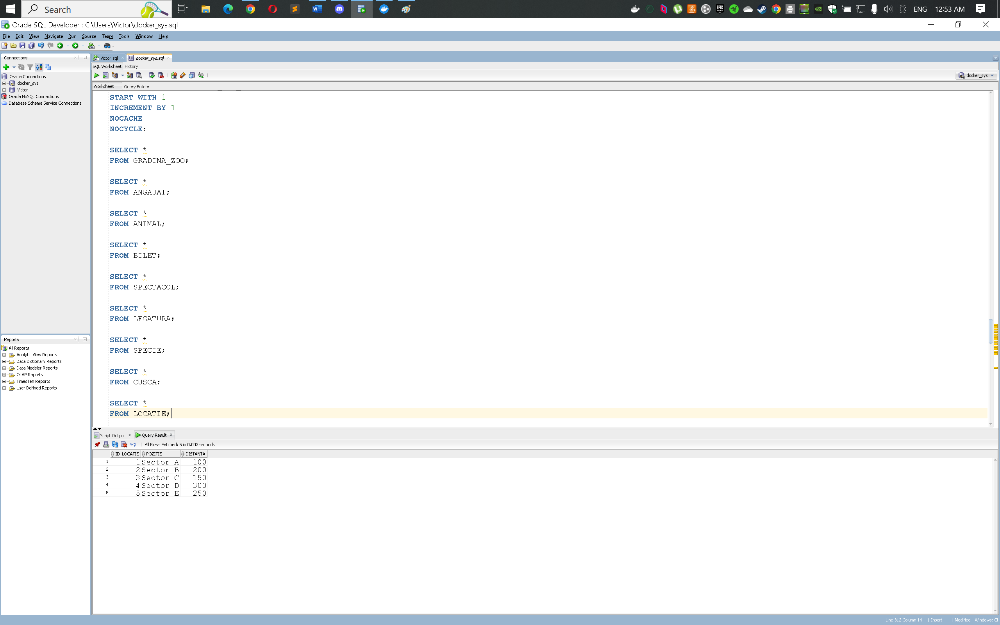 Search
ENG
12:53 AM
Oracle SQL Developer : C:\Users\Victor\docker_sys.sql
File Edit View Navigate Run Source Team Tools Window Help
Connections
Oracle Connections
docker_sys
Victor
Oracle NoSQL Connections
Database Schema Service Connections
Reports
All Reports
Analytic View Reports
Data Dictionary Reports
Data Modeler Reports
OLAP Reports
TimesTen Reports
User Defined Reports
Victor.sql
docker_sys.sql
SQL Worksheet History
docker_sys
Worksheet Query Builder
START WITH 1
INCREMENT BY 1
NOCACHE
NOCYCLE;
SELECT *
FROM GRADINA_ZOO;
SELECT *
FROM ANGAJAT;
SELECT *
FROM ANIMAL;
SELECT *
FROM BILET;
SELECT *
FROM SPECTACOL;
SELECT *
FROM LEGATURA;
SELECT *
FROM SPECIE;
SELECT *
FROM CUSCA;
SELECT *
FROM LOCATIE;
Script Output x Query Result x
SQL | All Rows Fetched: 5 in 0.003 seconds
ID_LOCATIE POZITIE DISTANTA
1 1 Sector A 100
2 2 Sector B 200
3 3 Sector C 150
4 4 Sector D 300
5 5 Sector E 250
| Line 312 Column 14 | Insert | Modified | Windows: